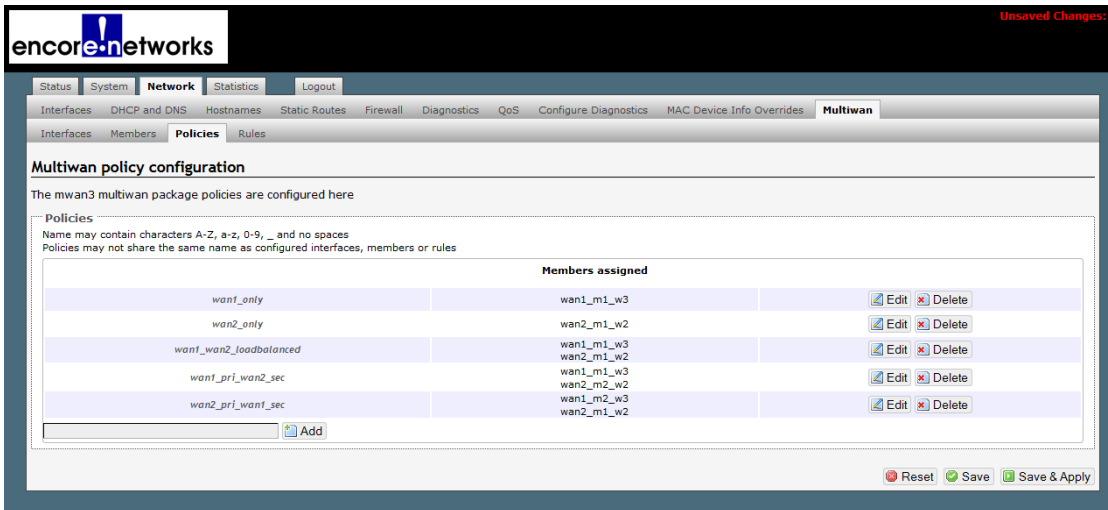 Unsaved Changes:
encore!networks
Status System Network Statistics Logout
Interfaces DHCP and DNS Hostnames Static Routes Firewall Diagnostics QoS Configure Diagnostics MAC Device Info Overrides Multiwan
Interfaces Members Policies Rules
Multiwan policy configuration
The mwan3 multiwan package policies are configured here
Policies
Name may contain characters A-Z, a-z, 0-9, _ and no spaces
Policies may not share the same name as configured interfaces, members or rules
Members assigned
wan1_only wan1_m1_w3 Edit Delete
wan2_only wan2_m1_w2 Edit Delete
wan1_wan2_loadbalanced wan1_m1_w3 Edit Delete
wan2_m1_w2
wan1_pri_wan2_sec wan1_m1_w3 Edit Delete
wan2_m2_w2
wan2_pri_wan1_sec wan1_m2_w3 Edit Delete
wan2_m1_w2
Add
Reset Save Save & Apply